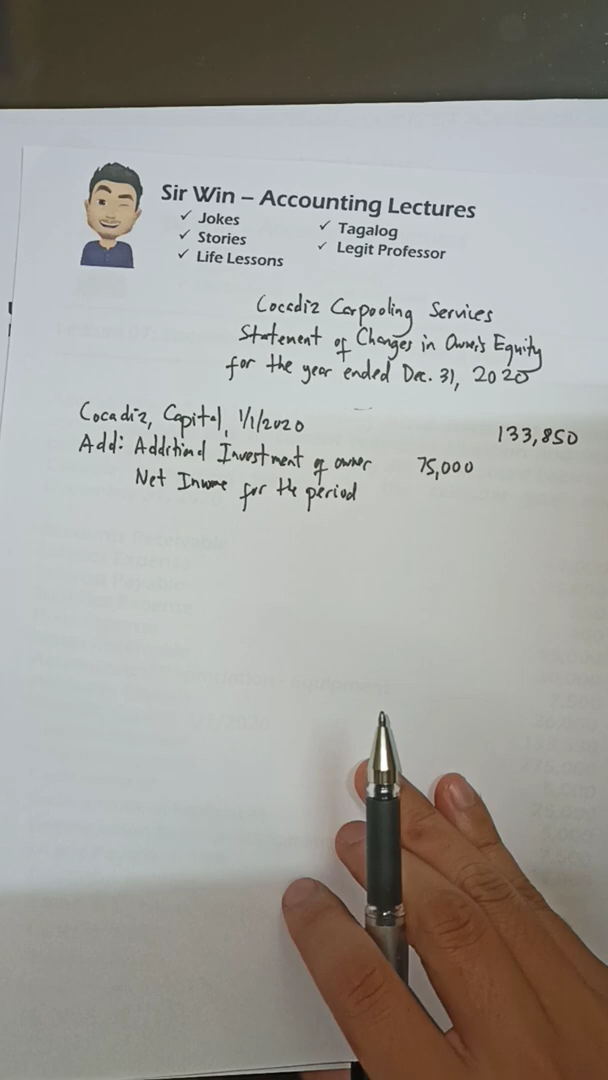 Sir Win – Accounting Lectures
✓ Jokes
✓ Stories
✓ Life Lessons
✓ Tagalog
✓ Legit Professor
Cocadiz Carpooling Services
Statement of Changes in Owner's Equity
for the year ended Dec. 31, 2020
Cocadiz, Capital, 1/1/2020 133,850
Add: Additional Investment of owner 75,000
Net Income for the period